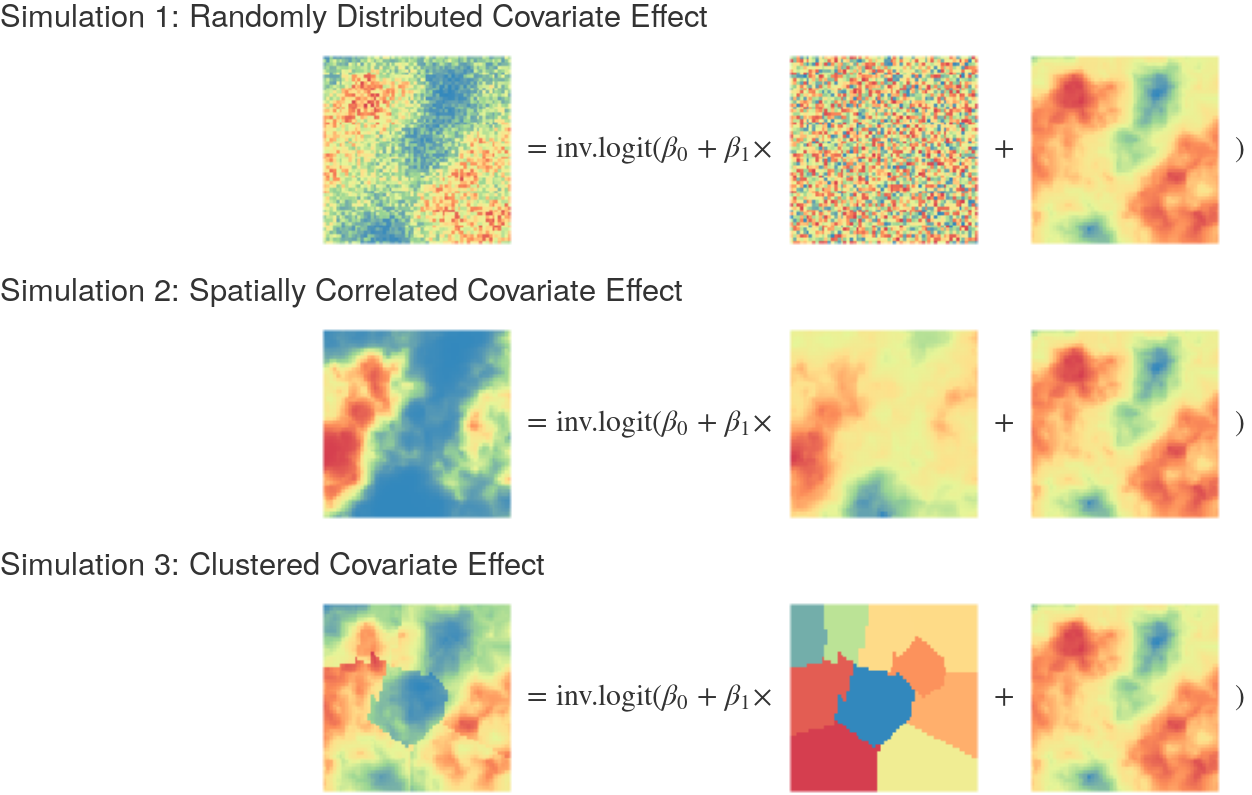 Simulation 1: Randomly Distributed Covariate Effect
= inv.logit(β₀ + β₁× + )
Simulation 2: Spatially Correlated Covariate Effect
= inv.logit(β₀ + β₁× + )
Simulation 3: Clustered Covariate Effect
= inv.logit(β₀ + β₁× + )